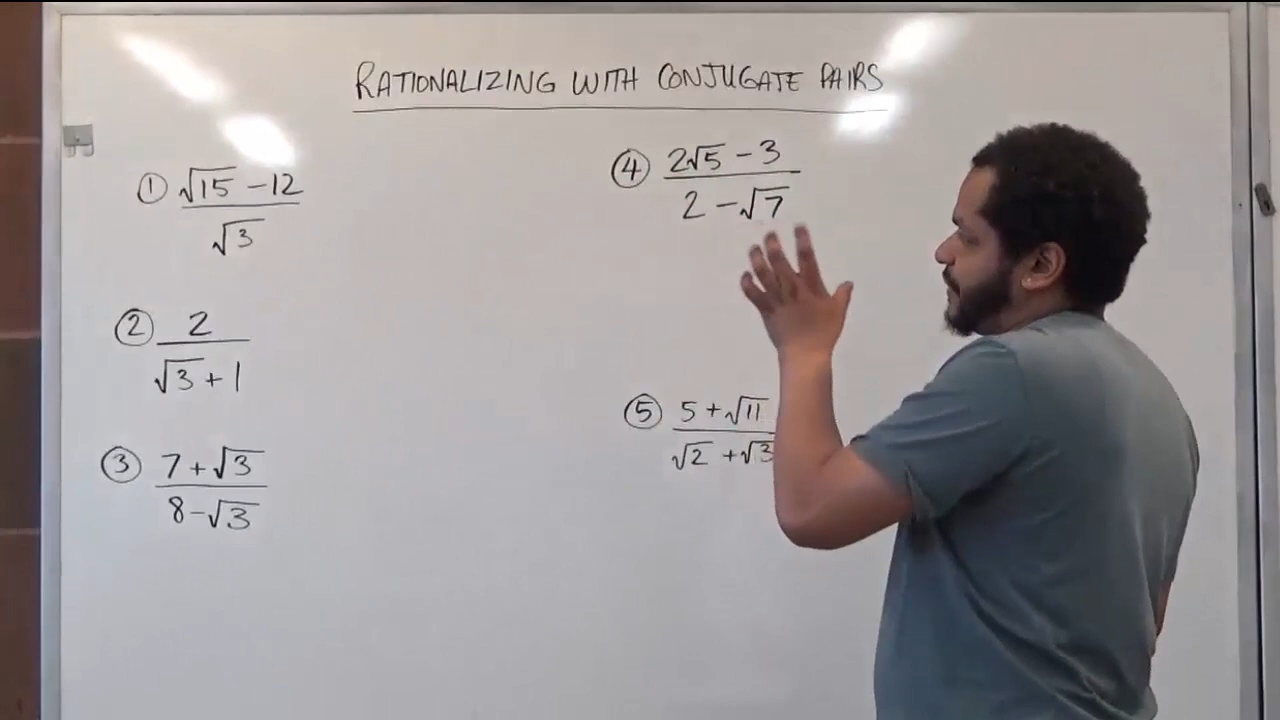 RATIONALIZING WITH CONJUGATE PAIRS
① √15 - 12
√3
② 2
√3 + 1
③ 7 + √3
8 - √3
④ 2√5 - 3
2 - √7
⑤ 5 + √11
√2 + √3